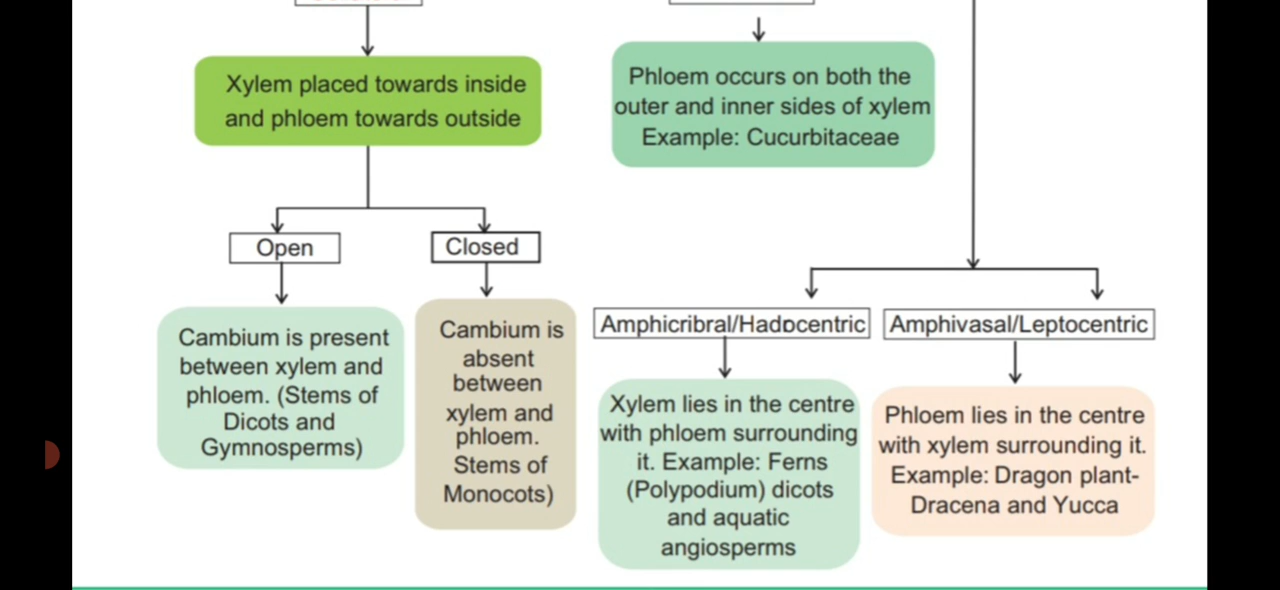 Xylem placed towards inside
and phloem towards outside
Phloem occurs on both the
outer and inner sides of xylem
Example: Cucurbitaceae
Open
Closed
Cambium is present
between xylem and
phloem. (Stems of
Dicots and
Gymnosperms)
Cambium is
absent
between
xylem and
phloem.
Stems of
Monocots)
Amphicribral/Hadrocentric
Amphivasal/Leptocentric
Xylem lies in the centre
with phloem surrounding
it. Example: Ferns
(Polypodium) dicots
and aquatic
angiosperms
Phloem lies in the centre
with xylem surrounding it.
Example: Dragon plant-
Dracena and Yucca